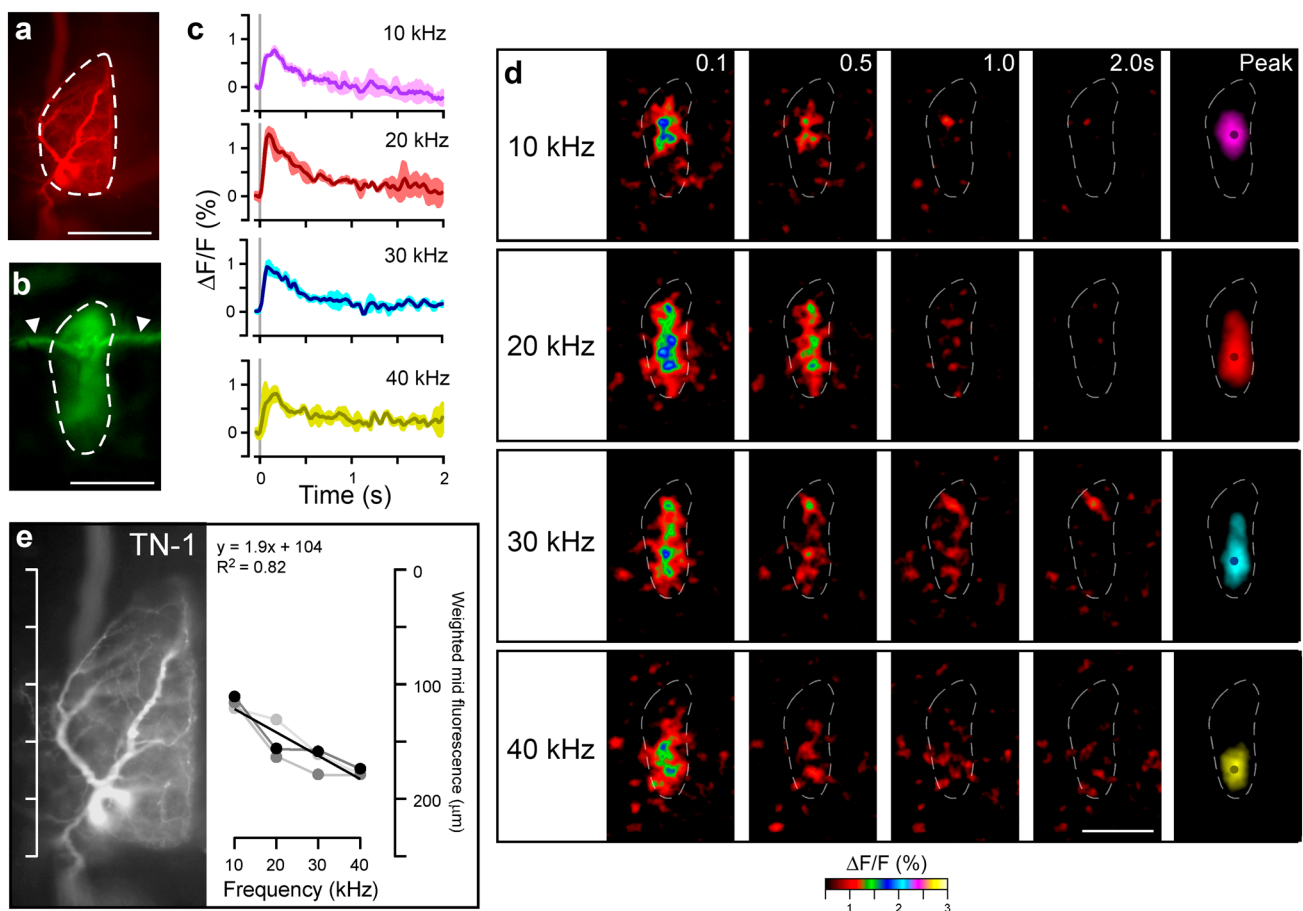 a
b
c
ΔF/F (%)
10 kHz
1
0
20 kHz
1
0
30 kHz
1
0
40 kHz
1
0
0 1 2
Time (s)
d
0.1 0.5 1.0 2.0s Peak
10 kHz
20 kHz
30 kHz
40 kHz
ΔF/F (%)
1 2 3
e
TN-1
y = 1.9x + 104
R² = 0.82
0
100
200
Weighted mid fluorescence (μm)
10 20 30 40
Frequency (kHz)